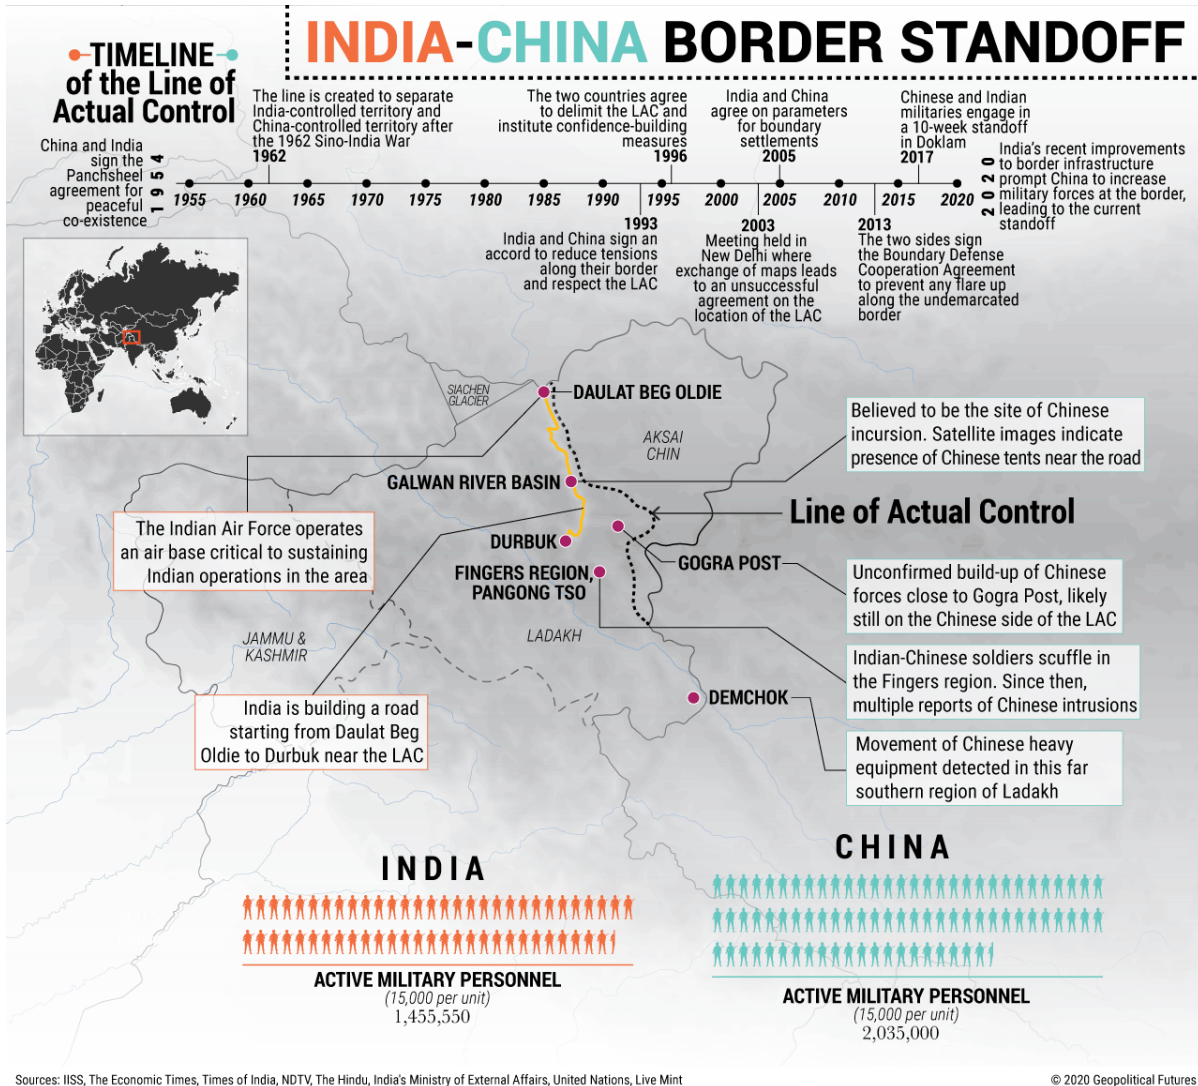 INDIA-CHINA BORDER STANDOFF
TIMELINE
of the Line of
Actual Control
China and India
sign the
Panchsheel
agreement for
peaceful
co-existence
1954
The line is created to separate
India-controlled territory and
China-controlled territory after
the 1962 Sino-India War
1962
The two countries agree
to delimit the LAC and
institute confidence-building
measures
1996
India and China
agree on parameters
for boundary
settlements
2005
Chinese and Indian
militaries engage in
a 10-week standoff
in Doklam
2017
2020
India's recent improvements
to border infrastructure
prompt China to increase
military forces at the border,
leading to the current
standoff
1955 1960 1965 1970 1975 1980 1985 1990 1995 2000 2005 2010 2015 2020
1993
India and China sign an
accord to reduce tensions
along their border
and respect the LAC
2003
Meeting held in
New Delhi where
exchange of maps leads
to an unsuccessful
agreement on the
location of the LAC
2013
The two sides sign
the Boundary Defense
Cooperation Agreement
to prevent any flare up
along the undemarcated
border
SIACHEN
GLACIER
DAULAT BEG OLDIE
AKSAI
CHIN
Believed to be the site of Chinese
incursion. Satellite images indicate
presence of Chinese tents near the road
GALWAN RIVER BASIN
Line of Actual Control
The Indian Air Force operates
an air base critical to sustaining
Indian operations in the area
DURBUK
GOGRA POST
FINGERS REGION,
PANGONG TSO
Unconfirmed build-up of Chinese
forces close to Gogra Post, likely
still on the Chinese side of the LAC
JAMMU &
KASHMIR
LADAKH
Indian-Chinese soldiers scuffle in
the Fingers region. Since then,
multiple reports of Chinese intrusions
DEMCHOK
India is building a road
starting from Daulat Beg
Oldie to Durbuk near the LAC
Movement of Chinese heavy
equipment detected in this far
southern region of Ladakh
INDIA
ACTIVE MILITARY PERSONNEL
(15,000 per unit)
1,455,550
CHINA
ACTIVE MILITARY PERSONNEL
(15,000 per unit)
2,035,000
Sources: IISS, The Economic Times, Times of India, NDTV, The Hindu, India's Ministry of External Affairs, United Nations, Live Mint
© 2020 Geopolitical Futures